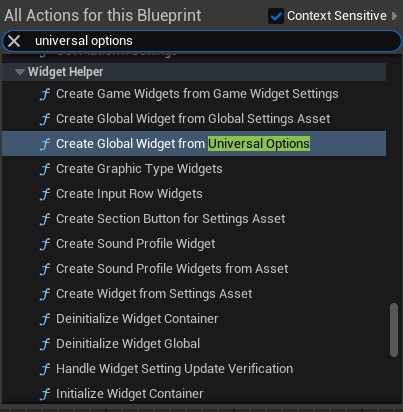 All Actions for this Blueprint
Context Sensitive
universal options
Widget Helper
Create Game Widgets from Game Widget Settings
Create Global Widget from Global Settings Asset
Create Global Widget from Universal Options
Create Graphic Type Widgets
Create Input Row Widgets
Create Section Button for Settings Asset
Create Sound Profile Widget
Create Sound Profile Widgets from Asset
Create Widget from Settings Asset
Deinitialize Widget Container
Deinitialize Widget Global
Handle Widget Setting Update Verification
Initialize Widget Container